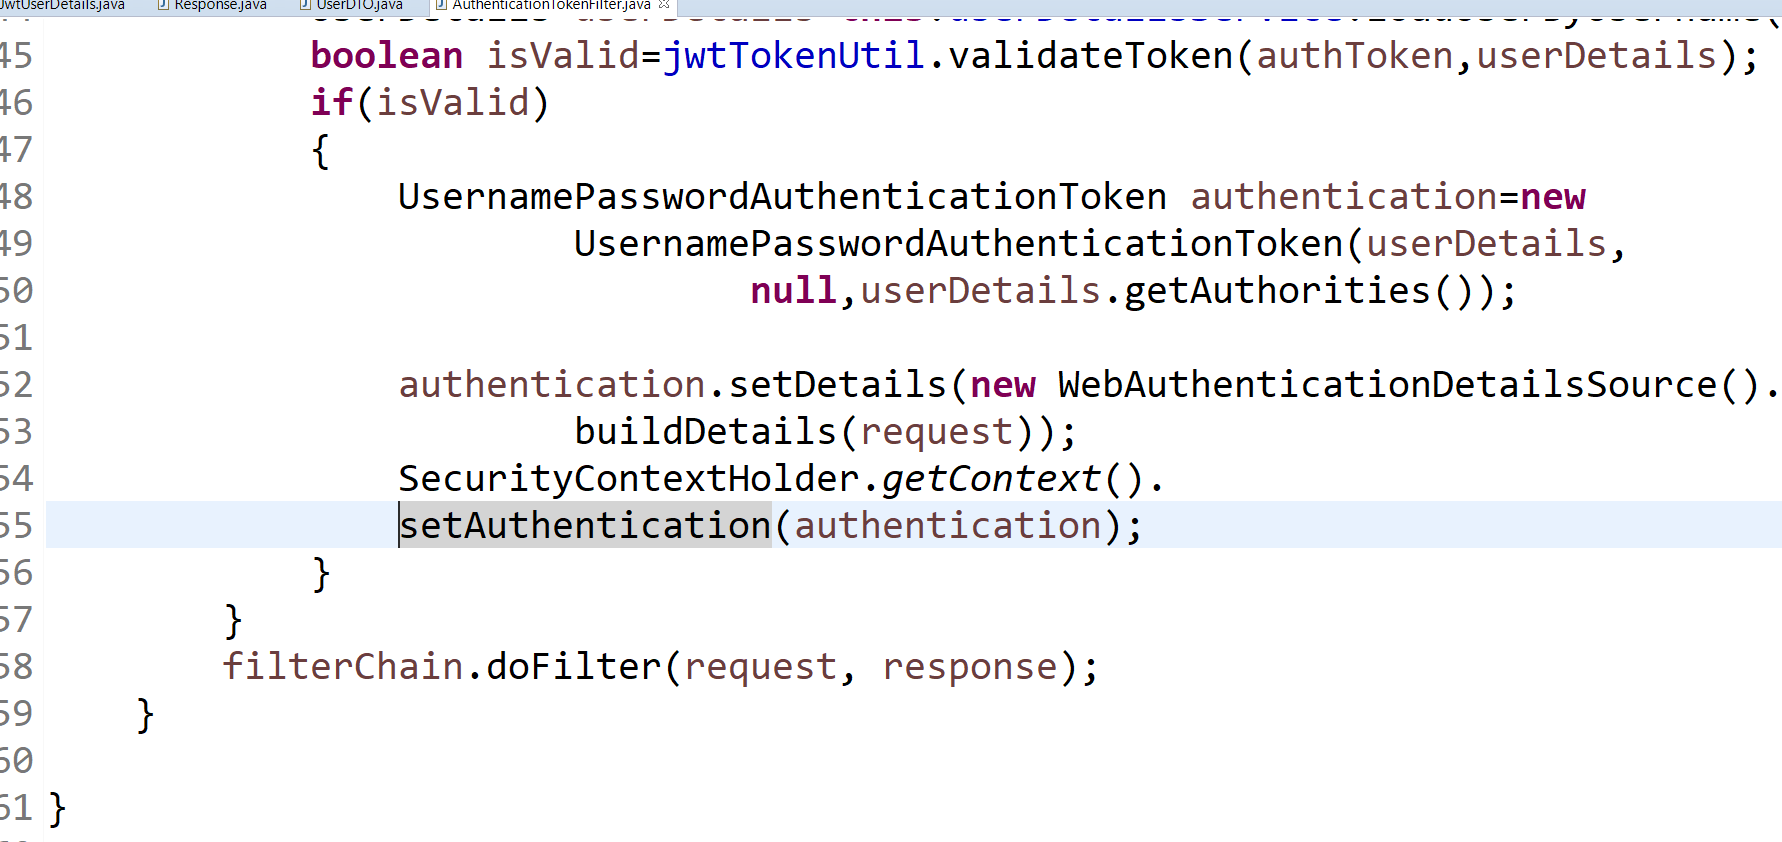 JwtUserDetails.java Response.java UserDTO.java AuthenticationTokenFilter.java
45 boolean isValid=jwtTokenUtil.validateToken(authToken,userDetails);
46 if(isValid)
47 {
48 UsernamePasswordAuthenticationToken authentication=new
49 UsernamePasswordAuthenticationToken(userDetails,
50 null,userDetails.getAuthorities());
51
52 authentication.setDetails(new WebAuthenticationDetailsSource().
53 buildDetails(request));
54 SecurityContextHolder.getContext().
55 setAuthentication(authentication);
56 }
57 }
58 filterChain.doFilter(request, response);
59 }
60
61 }